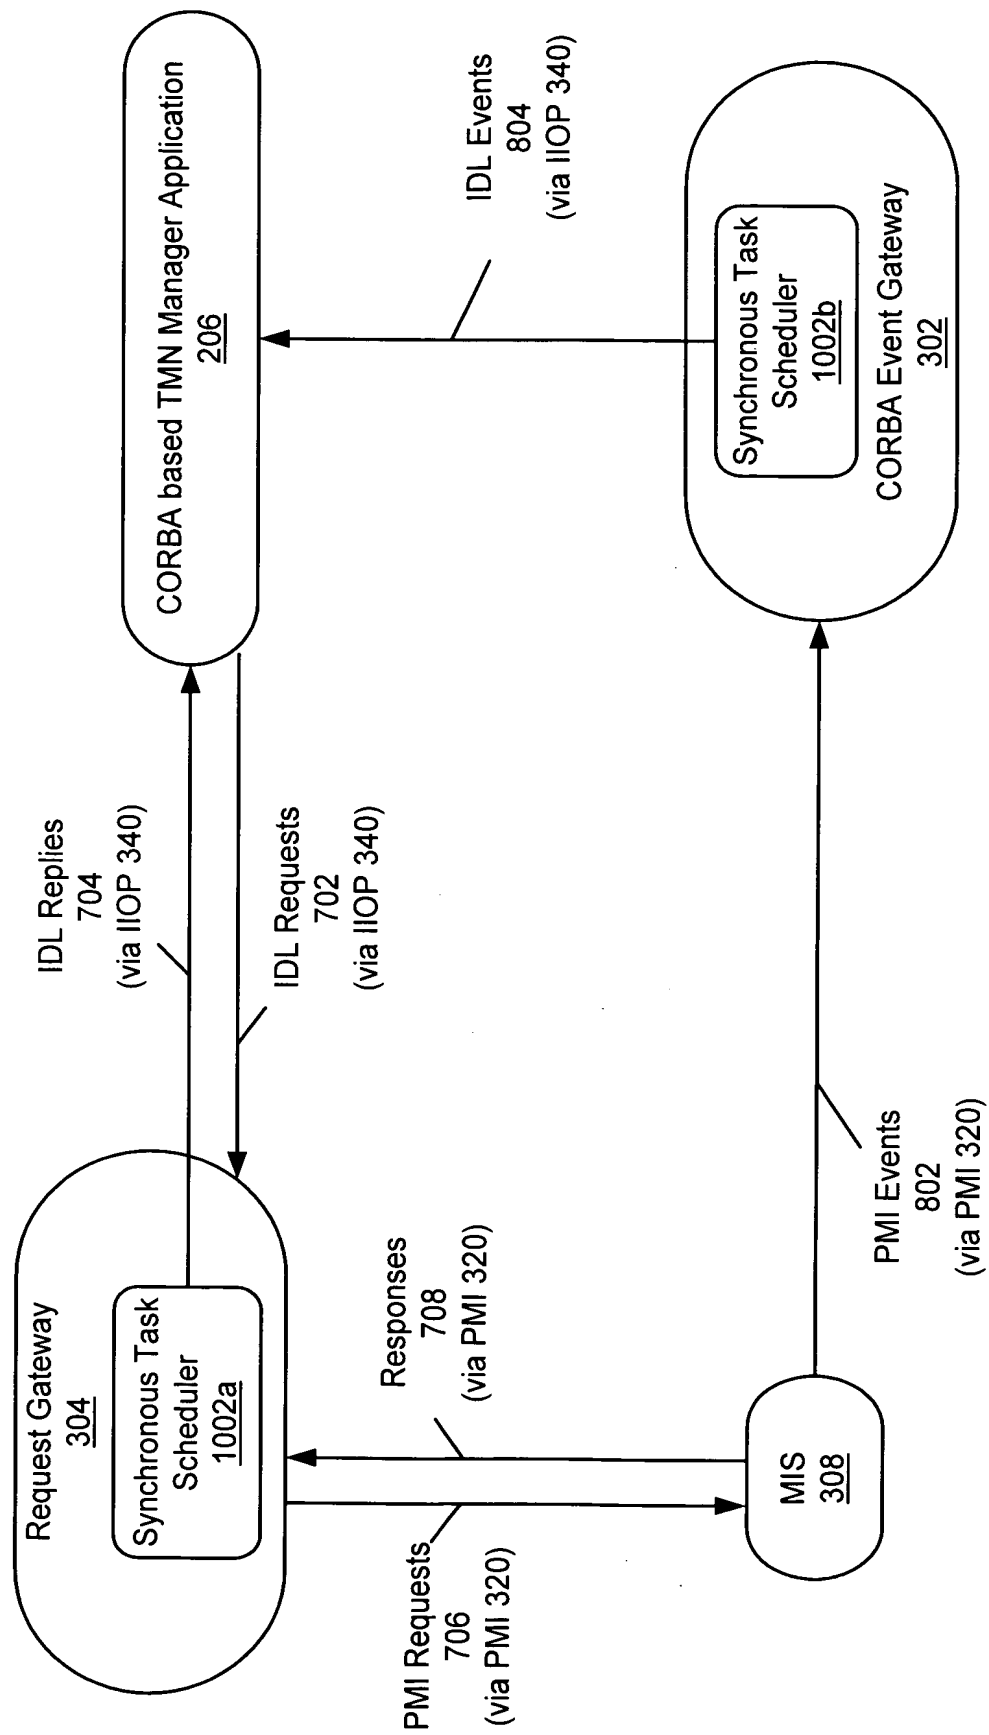 Request Gateway
304
Synchronous Task
Scheduler
1002a
IDL Replies
704
(via IIOP 340)
IDL Requests
702
(via IIOP 340)
CORBA based TMN Manager Application
206
PMI Requests
706
(via PMI 320)
Responses
708
(via PMI 320)
IDL Events
804
(via IIOP 340)
MIS
308
PMI Events
802
(via PMI 320)
Synchronous Task
Scheduler
1002b
CORBA Event Gateway
302